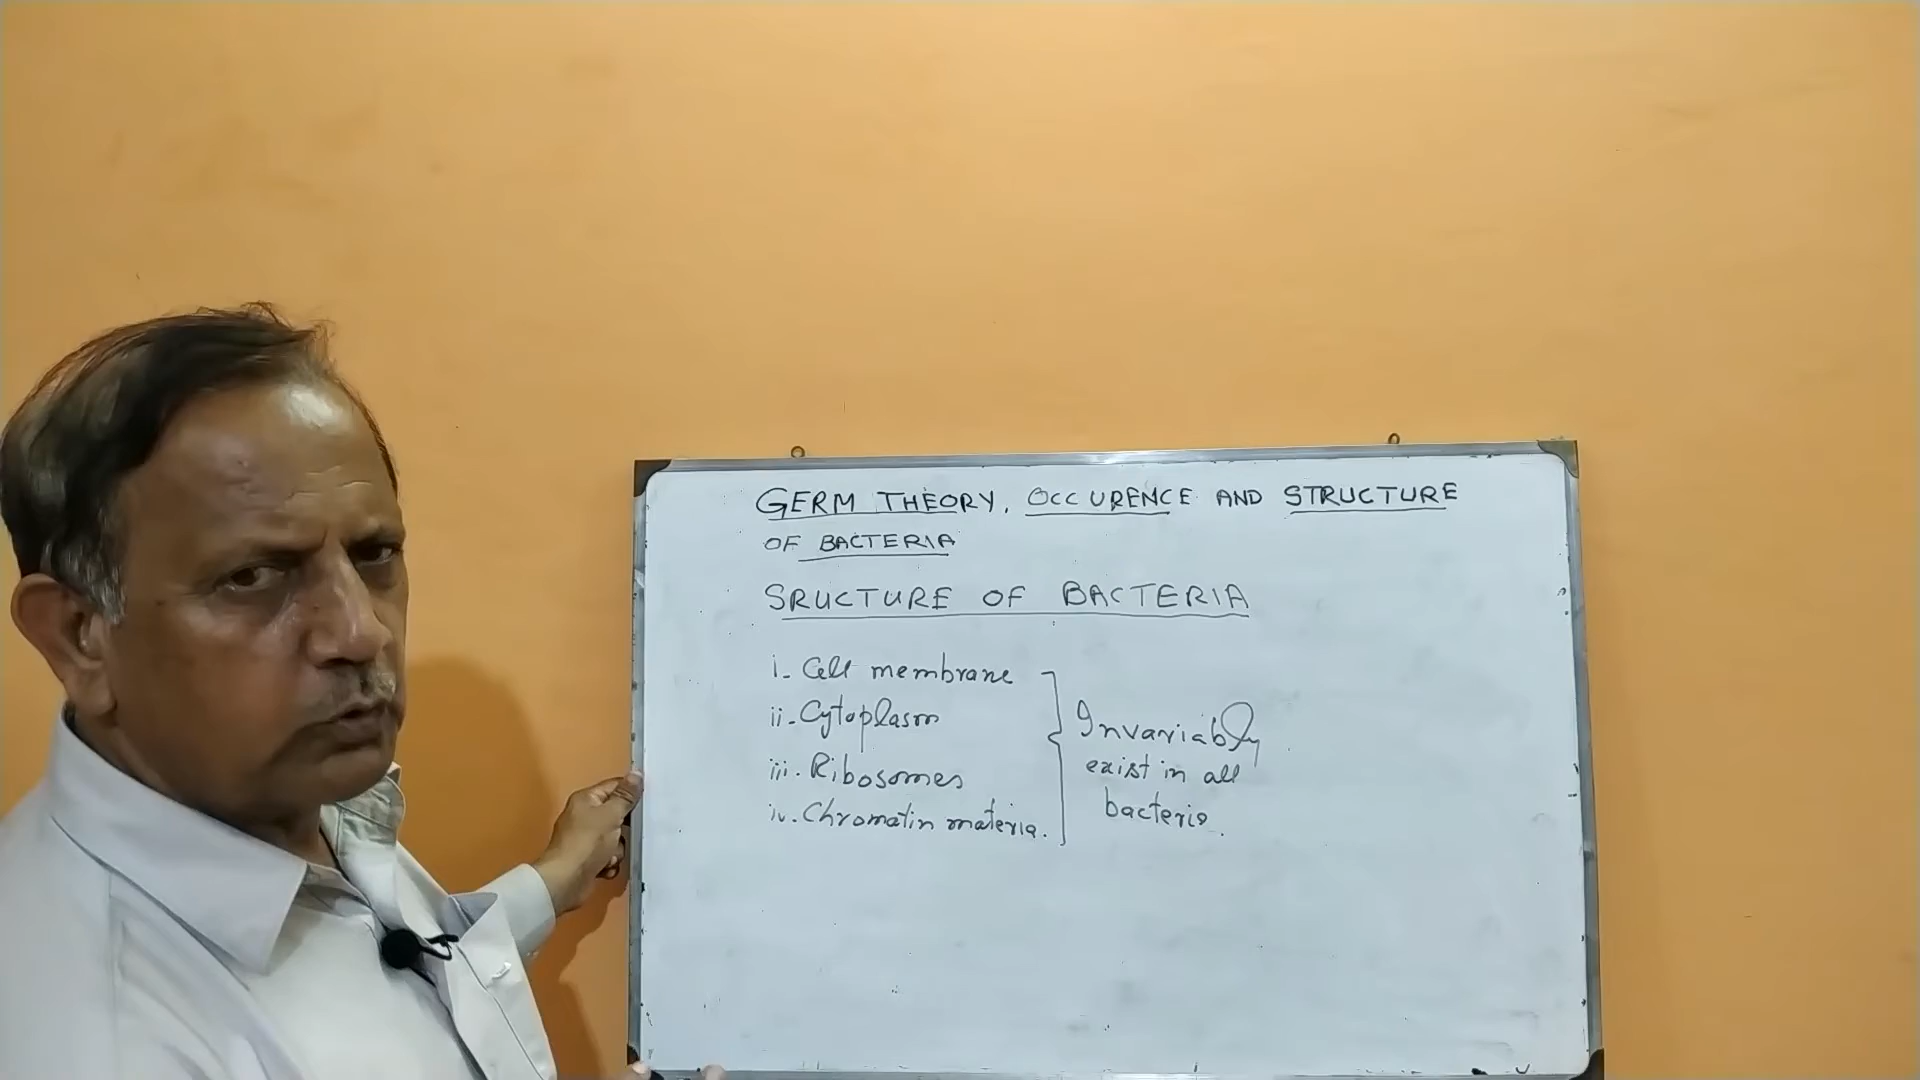 GERM THEORY, OCCURENCE AND STRUCTURE
OF BACTERIA
SRUCTURE OF BACTERIA
i. Cell membrane
ii. Cytoplasm
iii. Ribosomes
iv. Chromatin materia.
Invariably
exist in all
bacteria.